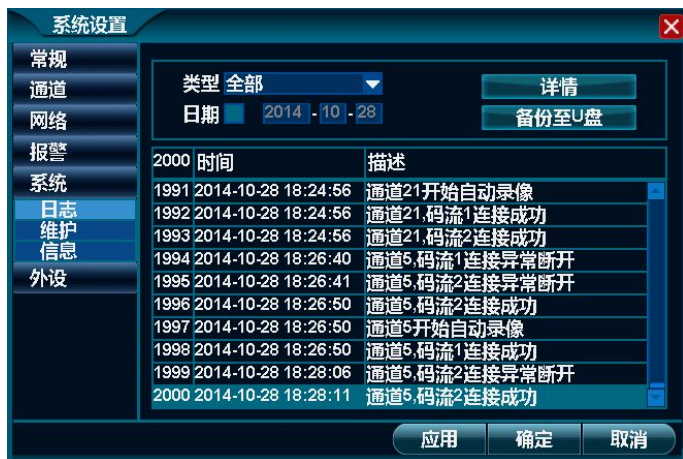 系统设置
常规
通道
网络
报警
系统
日志
维护
信息
外设
类型 全部
日期 2014 - 10 - 28
详情
备份至U盘
2000 时间 描述
1991 2014-10-28 18:24:56 通道21开始自动录像
1992 2014-10-28 18:24:56 通道21,码流1连接成功
1993 2014-10-28 18:24:56 通道21,码流2连接成功
1994 2014-10-28 18:26:40 通道5,码流1连接异常断开
1995 2014-10-28 18:26:41 通道5,码流2连接异常断开
1996 2014-10-28 18:26:50 通道5,码流2连接成功
1997 2014-10-28 18:26:50 通道5开始自动录像
1998 2014-10-28 18:26:50 通道5,码流1连接成功
1999 2014-10-28 18:28:06 通道5,码流2连接异常断开
2000 2014-10-28 18:28:11 通道5,码流2连接成功
应用 确定 取消